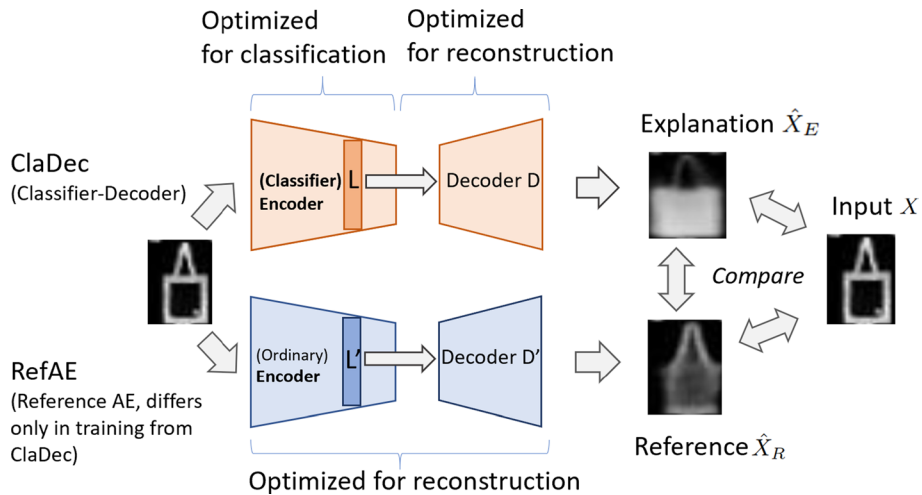 Optimized
for classification
Optimized
for reconstruction
ClaDec
(Classifier-Decoder)
(Classifier)
Encoder
L
Decoder D
Explanation X̂_E
Input X
Compare
RefAE
(Reference AE, differs
only in training from
ClaDec)
(Ordinary)
Encoder
L'
Decoder D'
Reference X̂_R
Optimized for reconstruction